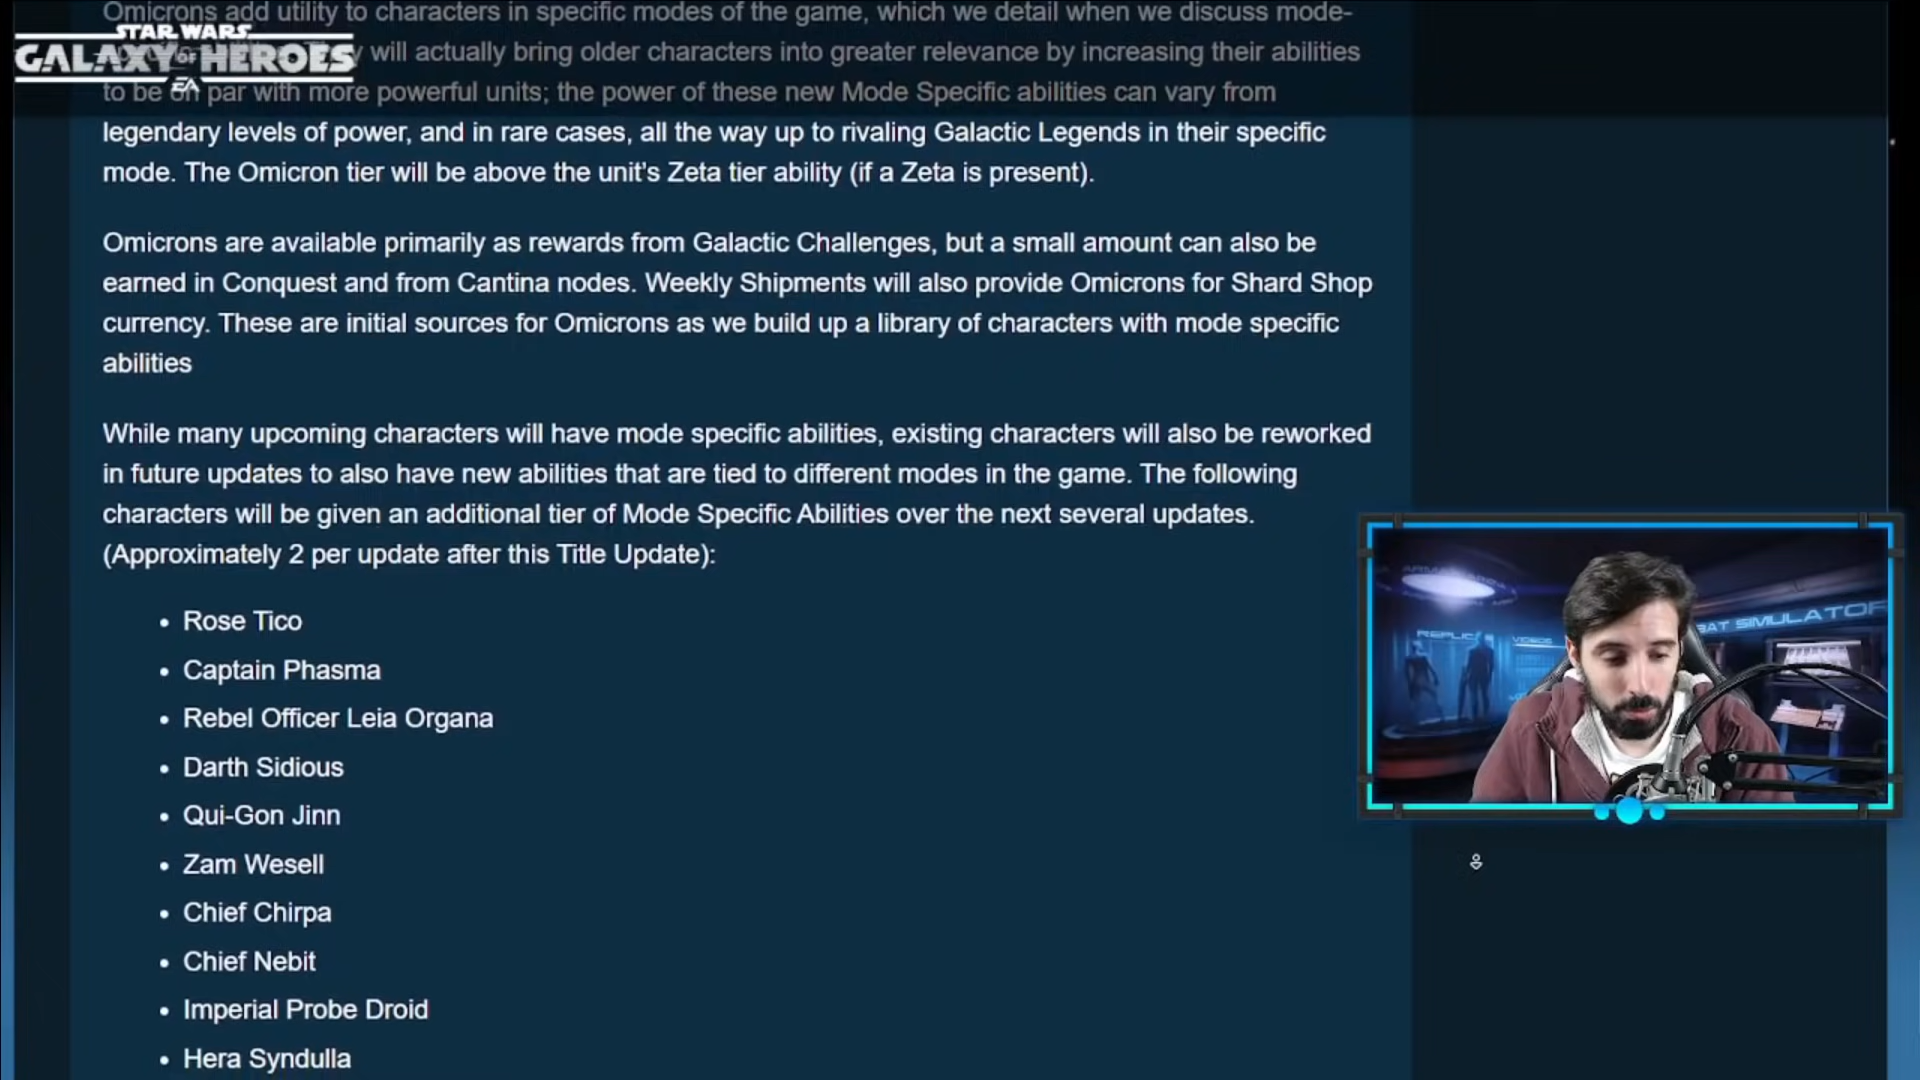 Omicrons add utility to characters in specific modes of the game, which we detail when we discuss mode-
STAR WARS
GALAXY OF HEROES
EA
will actually bring older characters into greater relevance by increasing their abilities
to be on par with more powerful units; the power of these new Mode Specific abilities can vary from
legendary levels of power, and in rare cases, all the way up to rivaling Galactic Legends in their specific
mode. The Omicron tier will be above the unit's Zeta tier ability (if a Zeta is present).
Omicrons are available primarily as rewards from Galactic Challenges, but a small amount can also be
earned in Conquest and from Cantina nodes. Weekly Shipments will also provide Omicrons for Shard Shop
currency. These are initial sources for Omicrons as we build up a library of characters with mode specific
abilities
While many upcoming characters will have mode specific abilities, existing characters will also be reworked
in future updates to also have new abilities that are tied to different modes in the game. The following
characters will be given an additional tier of Mode Specific Abilities over the next several updates.
(Approximately 2 per update after this Title Update):
• Rose Tico
• Captain Phasma
• Rebel Officer Leia Organa
• Darth Sidious
• Qui-Gon Jinn
• Zam Wesell
• Chief Chirpa
• Chief Nebit
• Imperial Probe Droid
• Hera Syndulla
REPLIC
VIDEOS
BAT SIMULATOR